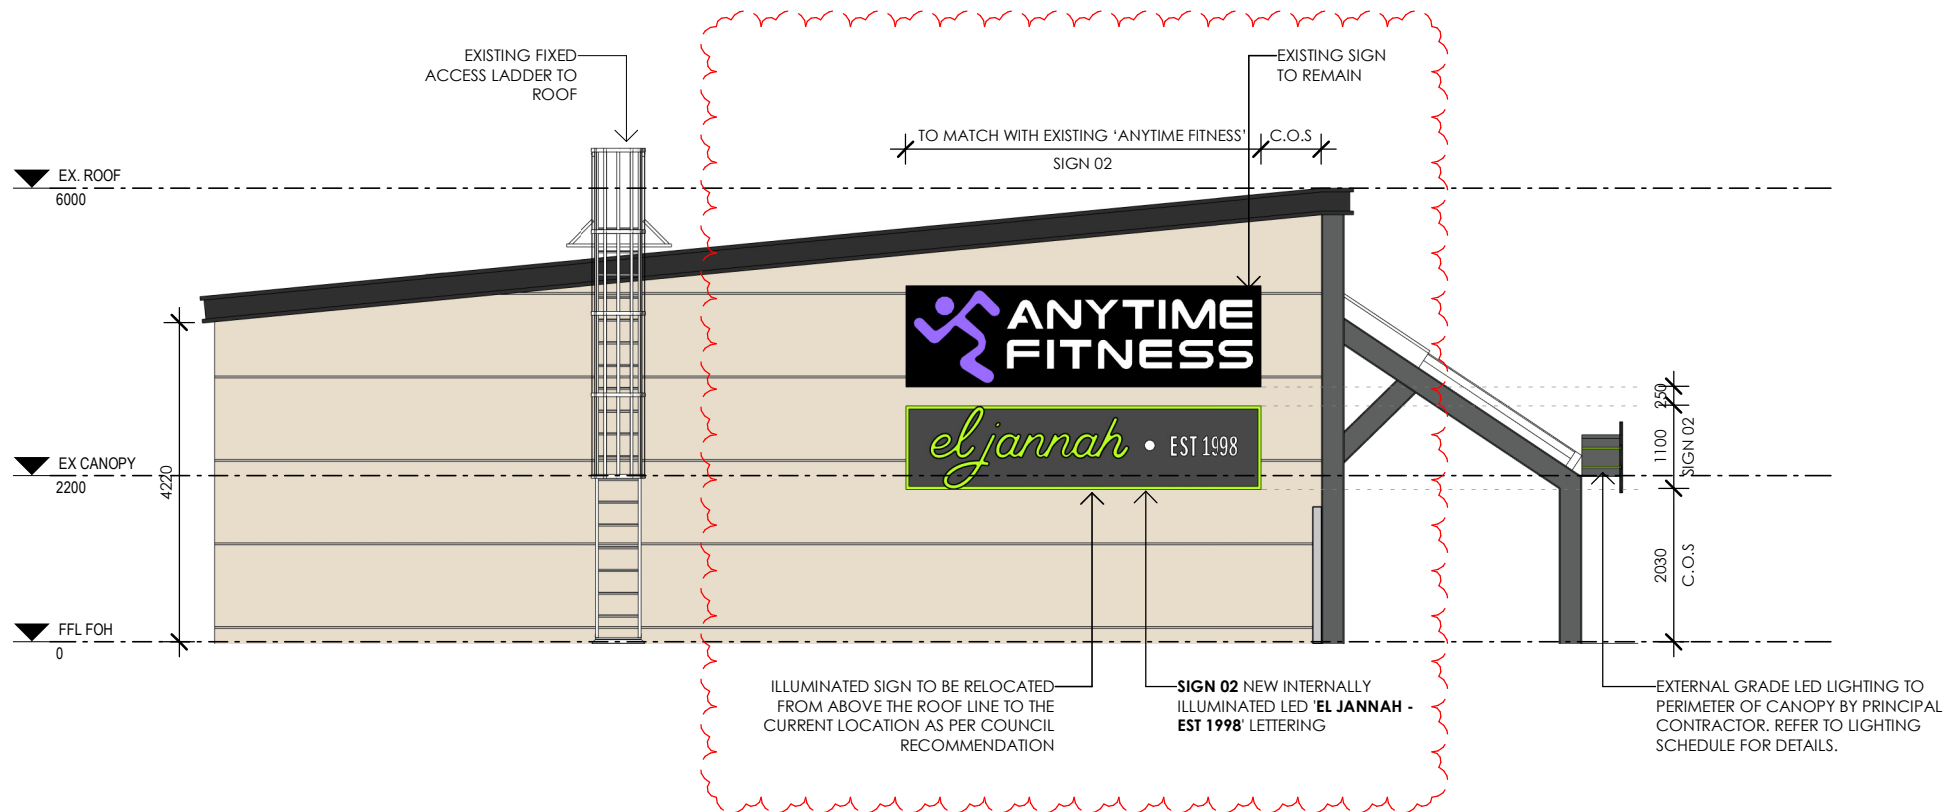 EXISTING FIXED
ACCESS LADDER TO
ROOF
EXISTING SIGN
TO REMAIN
TO MATCH WITH EXISTING ‘ANYTIME FITNESS’
C.O.S
SIGN 02
EX. ROOF
6000
ANYTIME
FITNESS
el jannah • EST 1998
EX CANOPY
2200
4220
250
1100
SIGN 02
2030
C.O.S
FFL FOH
0
ILLUMINATED SIGN TO BE RELOCATED
FROM ABOVE THE ROOF LINE TO THE
CURRENT LOCATION AS PER COUNCIL
RECOMMENDATION
SIGN 02 NEW INTERNALLY
ILLUMINATED LED 'EL JANNAH -
EST 1998' LETTERING
EXTERNAL GRADE LED LIGHTING TO
PERIMETER OF CANOPY BY PRINCIPAL
CONTRACTOR. REFER TO LIGHTING
SCHEDULE FOR DETAILS.